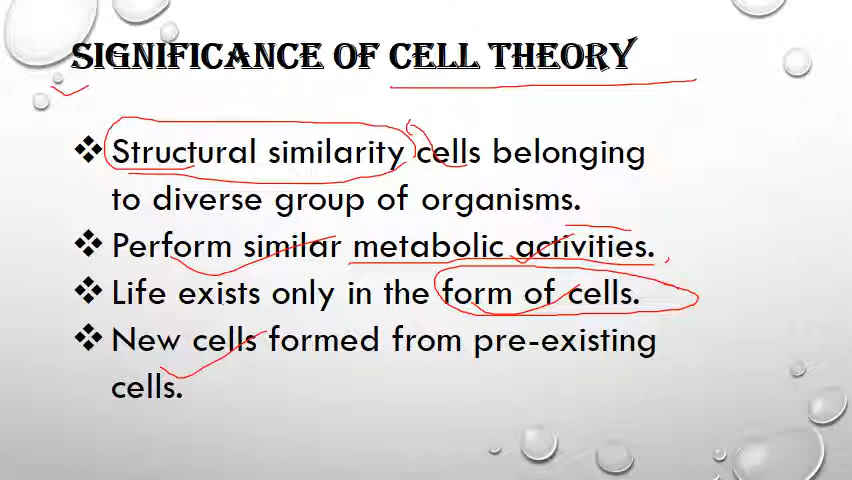 SIGNIFICANCE OF CELL THEORY
❖ Structural similarity cells belonging
to diverse group of organisms.
❖ Perform similar metabolic activities.
❖ Life exists only in the form of cells.
❖ New cells formed from pre-existing
cells.